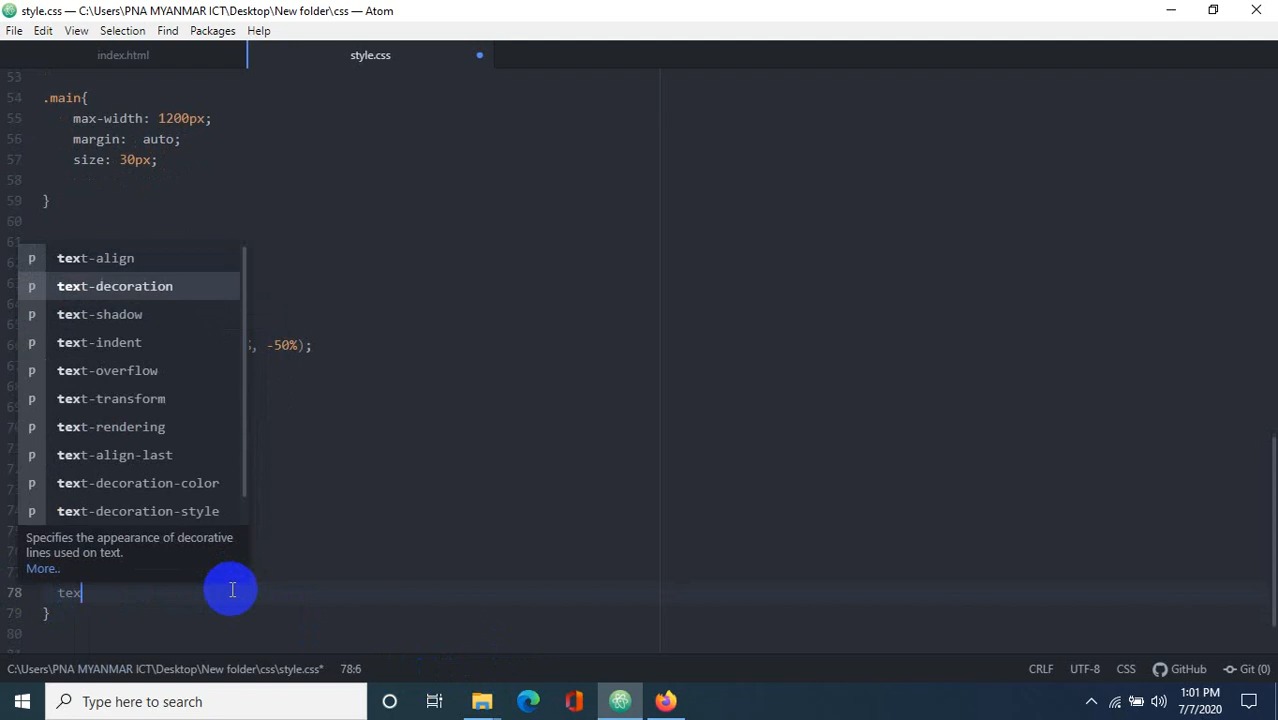 style.css — C:\Users\PNA MYANMAR ICT\Desktop\New folder\css — Atom
File Edit View Selection Find Packages Help
index.html style.css
53
54 .main{
55 max-width: 1200px;
56 margin: auto;
57 size: 30px;
58
59 }
60
61
text-align
text-decoration
text-shadow
text-indent
, -50%);
text-overflow
text-transform
text-rendering
text-align-last
text-decoration-color
text-decoration-style
Specifies the appearance of decorative
lines used on text.
More..
78 tex
79 }
80
C:\Users\PNA MYANMAR ICT\Desktop\New folder\css\style.css* 78:6 CRLF UTF-8 CSS GitHub Git (0)
Type here to search
1:01 PM
7/7/2020